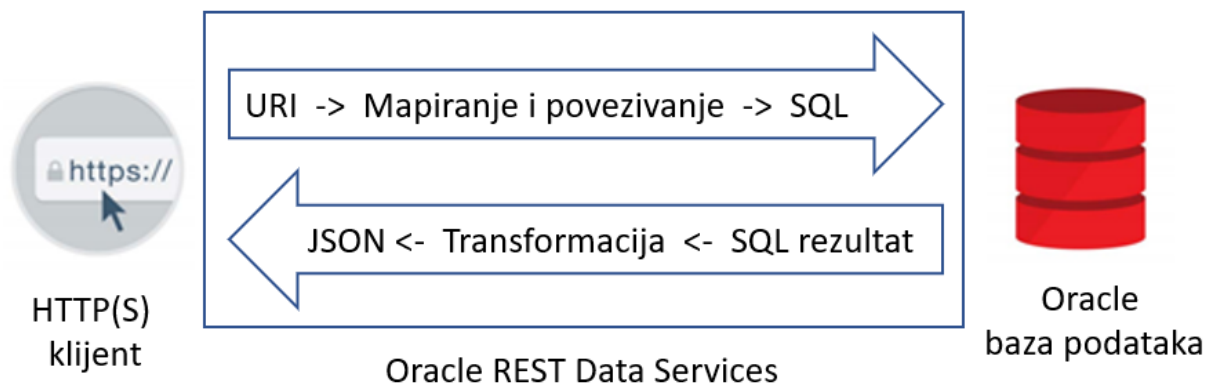 URI -> Mapiranje i povezivanje -> SQL
https://
JSON <- Transformacija <- SQL rezultat
HTTP(S)
klijent
Oracle
baza podataka
Oracle REST Data Services